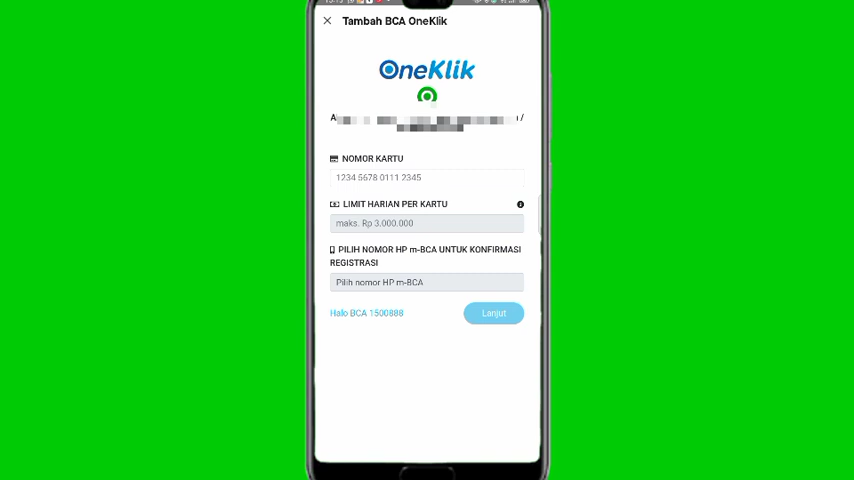 Tambah BCA OneKlik
OneKlik
NOMOR KARTU
1234 5678 0111 2345
LIMIT HARIAN PER KARTU
maks. Rp 3.000.000
PILIH NOMOR HP m-BCA UNTUK KONFIRMASI
REGISTRASI
Pilih nomor HP m-BCA
Halo BCA 1500888
Lanjut